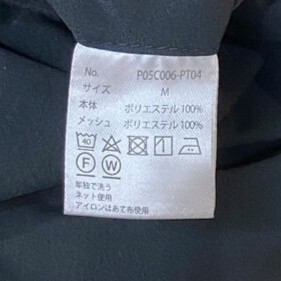 No. P05C006-PT04
サイズ M
本体 ポリエステル100%
メッシュ ポリエステル100%
40
F W
単独で洗う
ネット使用
アイロンはあて布使用